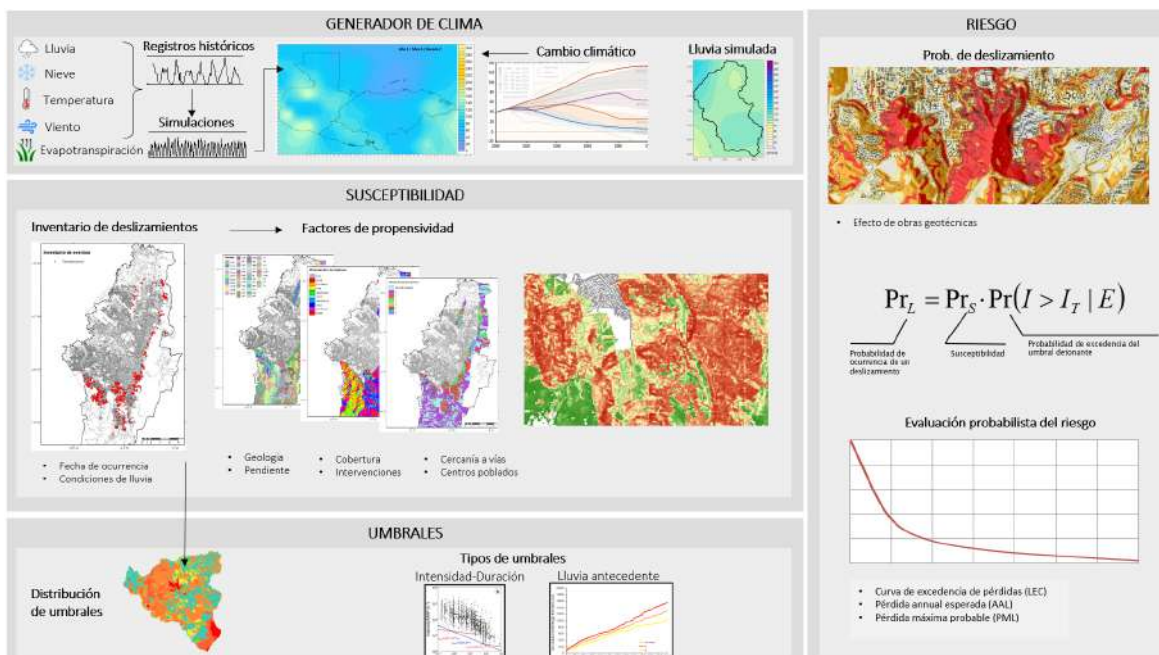 GENERADOR DE CLIMA
Lluvia
Nieve
Temperatura
Viento
Evapotranspiración
Registros históricos
Simulaciones
Cambio climático
Lluvia simulada
SUSCEPTIBILIDAD
Inventario de deslizamientos
Factores de propensividad
• Fecha de ocurrencia
• Condiciones de lluvia
• Geologia
• Pendiente
• Cobertura
• Intervenciones
• Cercanía a vías
• Centros poblados
UMBRALES
Distribución
de umbrales
Tipos de umbrales
Intensidad-Duración
Lluvia antecedente
RIESGO
Prob. de deslizamiento
• Efecto de obras geotécnicas
Pr_L = Pr_S · Pr(I > I_T | E)
Probabilidad de
ocurrencia de un
deslizamiento
Susceptibilidad
Probabilidad de excedencia del
umbral detonante
Evaluación probabilista del riesgo
• Curva de excedencia de pérdidas (LEC)
• Pérdida annual esperada (AAL)
• Pérdida máxima probable (PML)